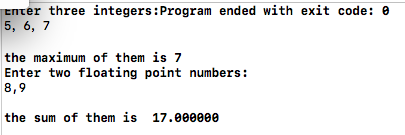 Enter three integers:Program ended with exit code: 0
5, 6, 7
the maximum of them is 7
Enter two floating point numbers:
8,9
the sum of them is  17.000000